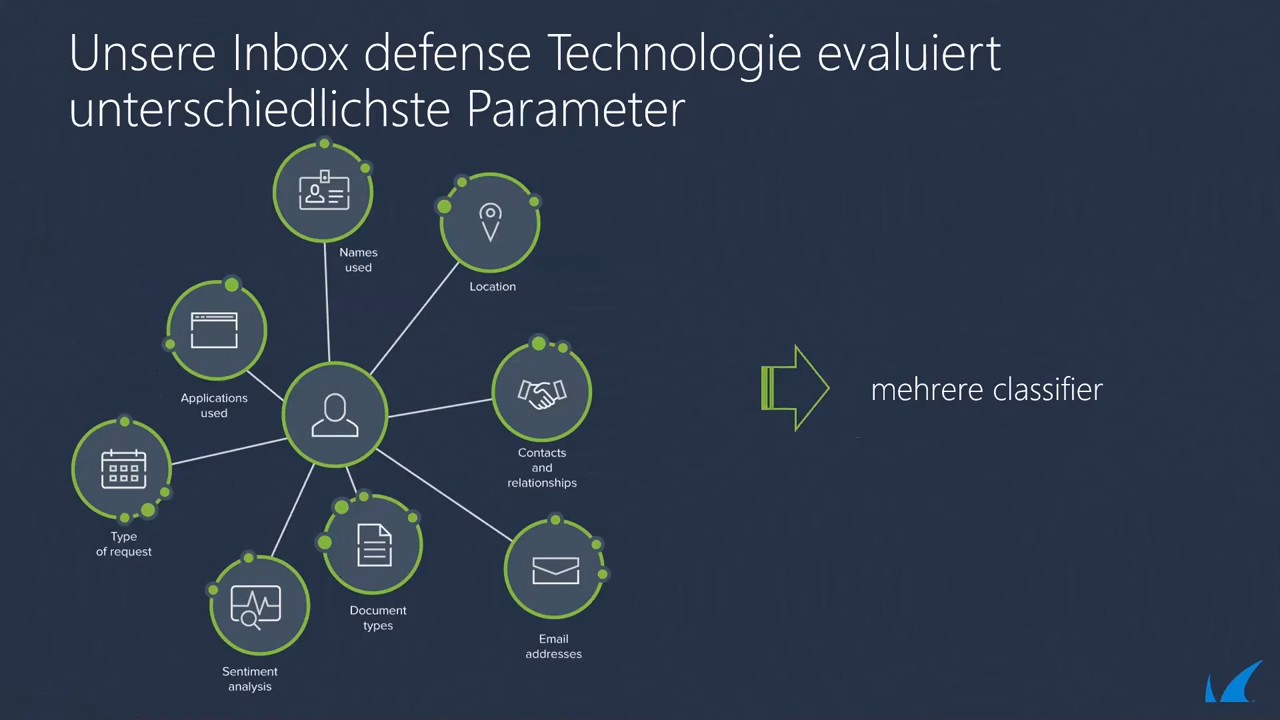 Unsere Inbox defense Technologie evaluiert
unterschiedlichste Parameter
Names
used
Location
Applications
used
mehrere classifier
Contacts
and
relationships
Type
of request
Document
types
Email
addresses
Sentiment
analysis